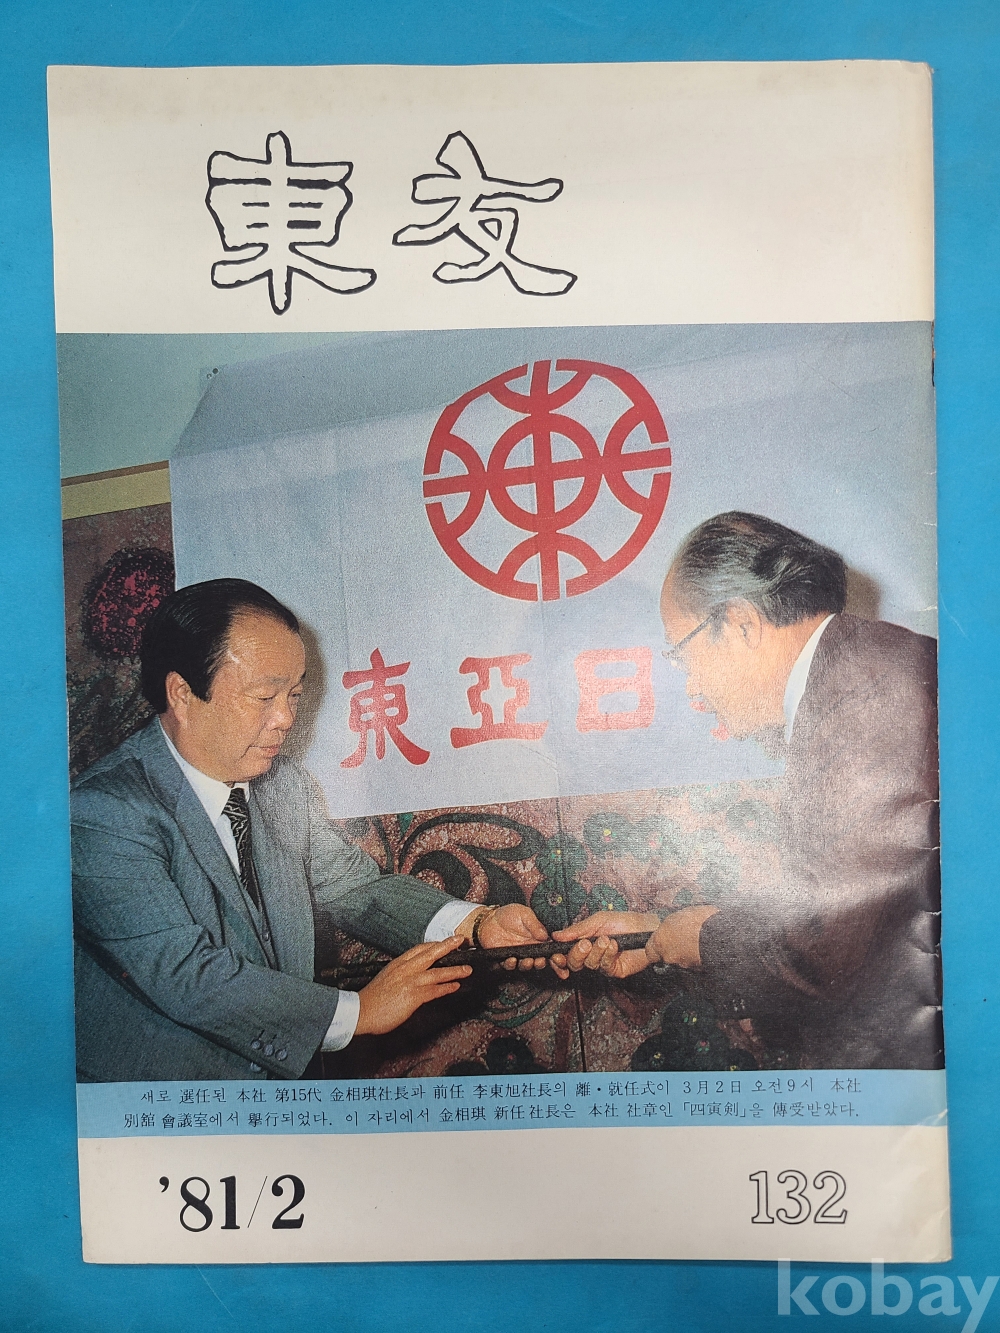 東友
東亞日
새로 選任된 本社 第15代 金相琪社長과 前任 李東旭社長의 離・就任式이 3月2日 오전9시 本社
別舘 會議室에서 擧行되었다. 이 자리에서 金相琪 新任社長은 本社 社章인 「四寅剣」을 傳受받았다.
'81/2
132
kobay